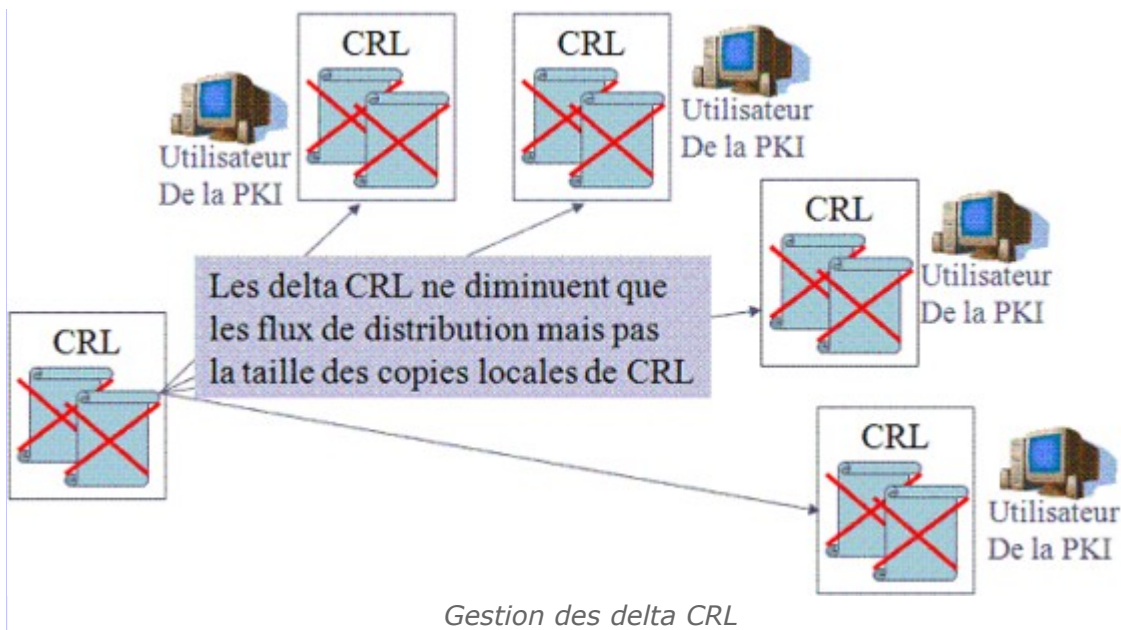 CRL
CRL
Utilisateur
De la PKI
Utilisateur
De la PKI
CRL
Utilisateur
De la PKI
Les delta CRL ne diminuent que
les flux de distribution mais pas
la taille des copies locales de CRL
CRL
CRL
Utilisateur
De la PKI
Gestion des delta CRL